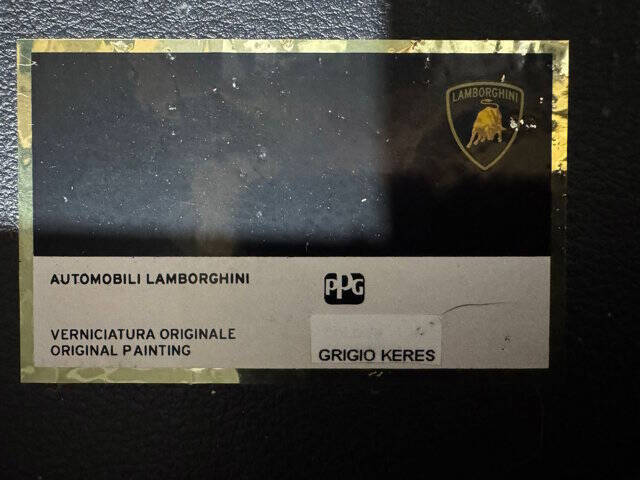 LAMBORGHINI
AUTOMOBILI LAMBORGHINI
PPG
VERNICIATURA ORIGINALE
ORIGINAL PAINTING
GRIGIO KERES